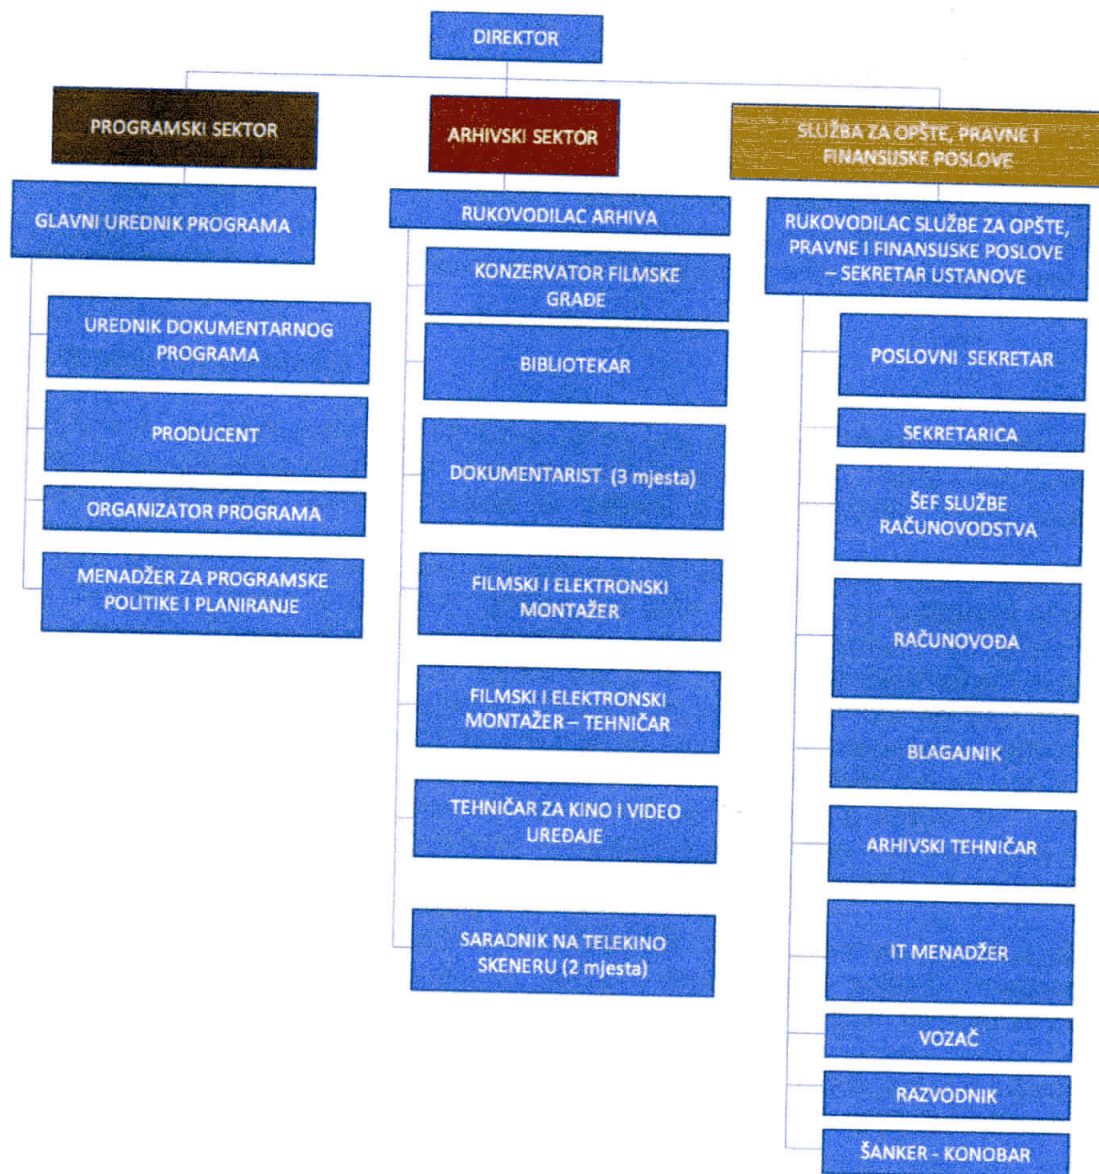 DIREKTOR
PROGRAMSKI SEKTOR
GLAVNI UREDNIK PROGRAMA
UREDNIK DOKUMENTARNOG
PROGRAMA
PRODUCENT
ORGANIZATOR PROGRAMA
MENADŽER ZA PROGRAMSKE
POLITIKE I PLANIRANJE
ARHIVSKI SEKTOR
RUKOVODILAC ARHIVA
KONZERVATOR FILMSKE
GRAĐE
BIBLIOTEKAR
DOKUMENTARIST (3 mjesta)
FILMSKI I ELEKTRONSKI
MONTAŽER
FILMSKI I ELEKTRONSKI
MONTAŽER – TEHNIČAR
TEHNIČAR ZA KINO I VIDEO
UREĐAJE
SARADNIK NA TELEKINO
SKENERU (2 mjesta)
SLUŽBA ZA OPŠTE, PRAVNE I
FINANSIJSKE POSLOVE
RUKOVODILAC SLUŽBE ZA OPŠTE,
PRAVNE I FINANSIJSKE POSLOVE
– SEKRETAR USTANOVE
POSLOVNI SEKRETAR
SEKRETARICA
ŠEF SLUŽBE
RAČUNOVODSTVA
RAČUNOVOĐA
BLAGAJNIK
ARHIVSKI TEHNIČAR
IT MENADŽER
VOZAČ
RAZVODNIK
ŠANKER - KONOBAR